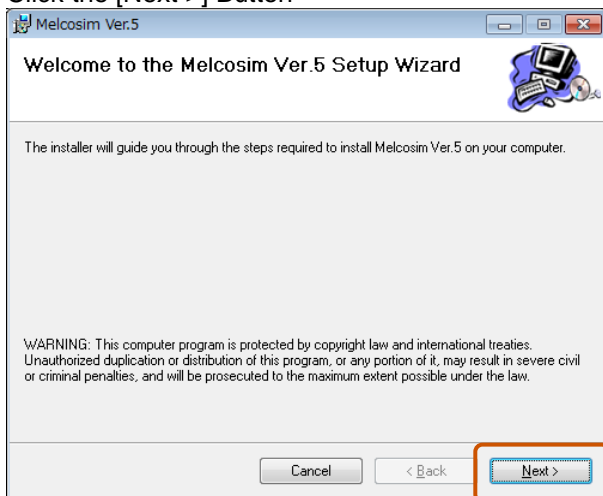 Click the [Next >] Button
Melcosim Ver.5
Welcome to the Melcosim Ver.5 Setup Wizard
The installer will guide you through the steps required to install Melcosim Ver.5 on your computer.
WARNING: This computer program is protected by copyright law and international treaties.
Unauthorized duplication or distribution of this program, or any portion of it, may result in severe civil
or criminal penalties, and will be prosecuted to the maximum extent possible under the law.
Cancel < Back Next >